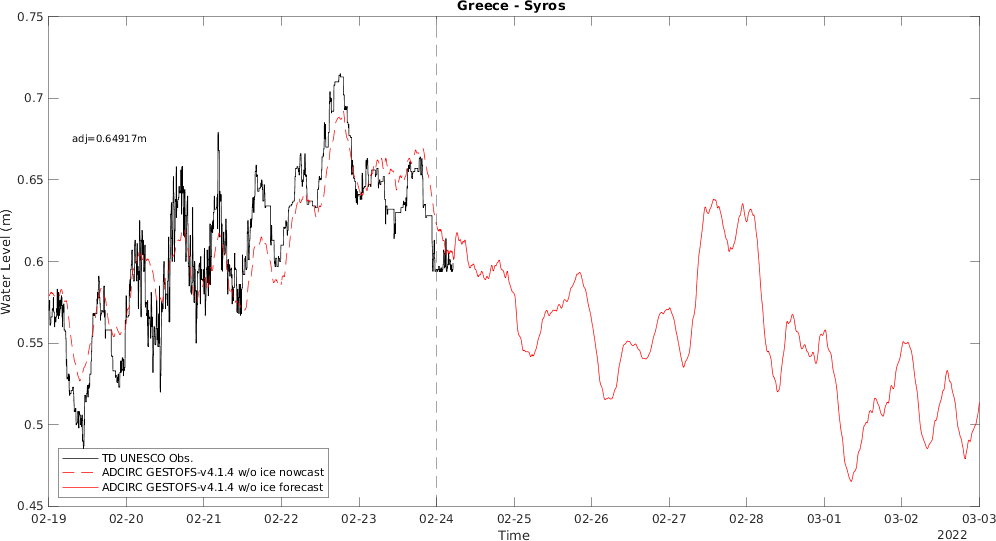 Greece - Syros
0.75
0.7
0.65
0.6
0.55
0.5
0.45
Water Level (m)
adj=0.64917m
TD UNESCO Obs.
ADCIRC GESTOFS-v4.1.4 w/o ice nowcast
ADCIRC GESTOFS-v4.1.4 w/o ice forecast
02-19 02-20 02-21 02-22 02-23 02-24 02-25 02-26 02-27 02-28 03-01 03-02 03-03
Time
2022